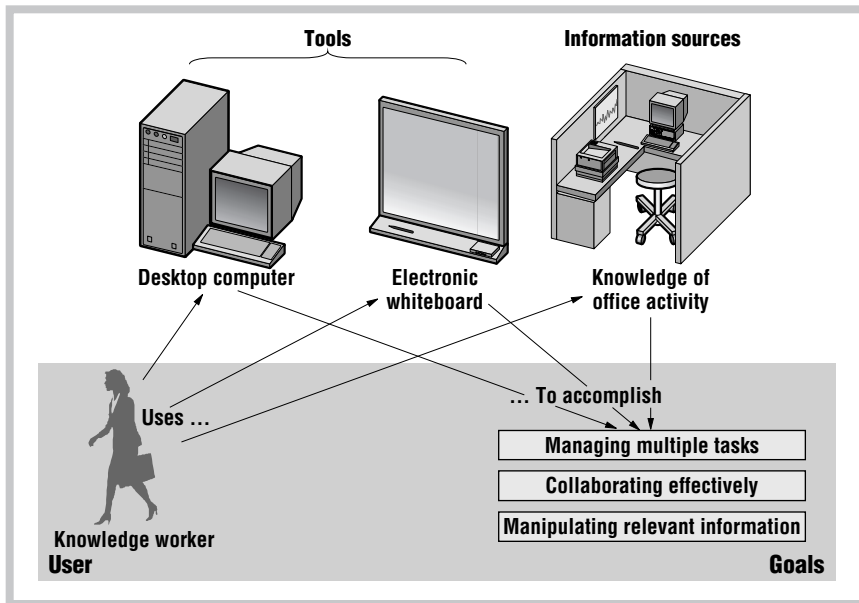 Tools
Information sources
Desktop computer
Electronic
whiteboard
Knowledge of
office activity
Uses …
… To accomplish
Managing multiple tasks
Collaborating effectively
Manipulating relevant information
Knowledge worker
User
Goals